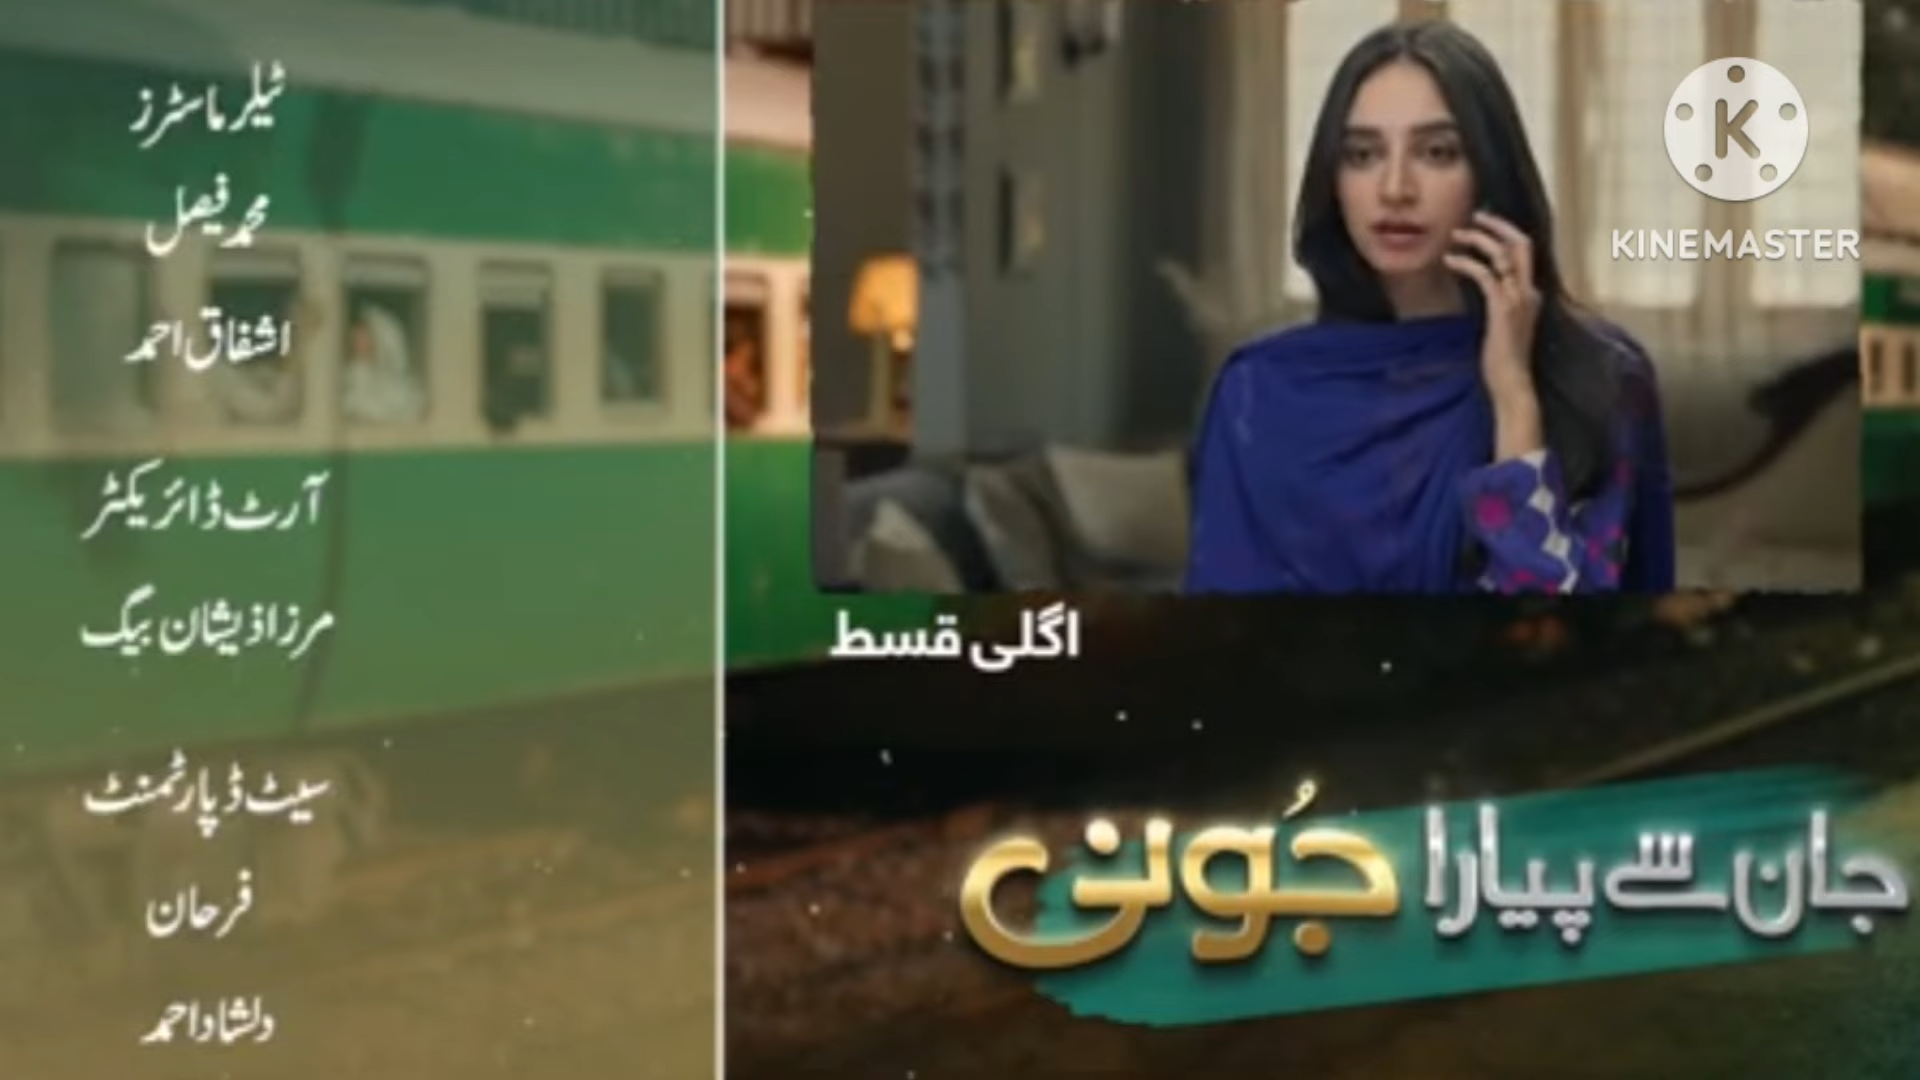 ٹیلر ماسٹرز
محمد فیصل
اشفاق احمد
آرٹ ڈائریکٹر
مرزا ذیشان بیگ
سیٹ ڈپارٹمنٹ
فرحان
دلشاد احمد
K
KINEMASTER
اگلی قسط
جان سے پیارا جُونی